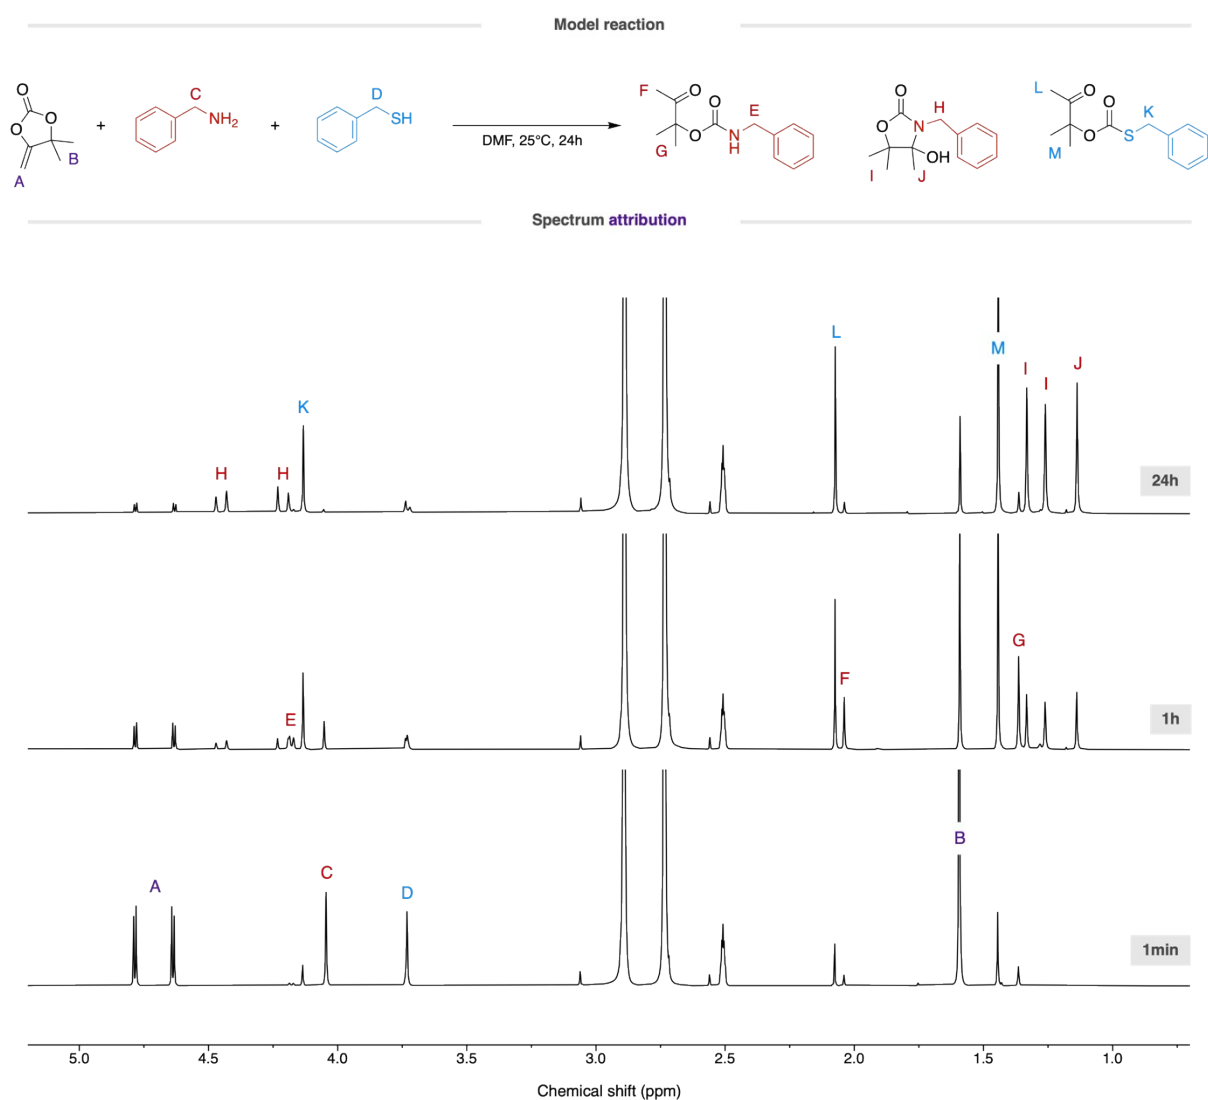 Model reaction
O
O
O
A
B
+
C
NH2
+
D
SH
DMF, 25°C, 24h
F
O
O
O
N
H
E
G
O
O
N
H
OH
I
J
L
O
O
O
S
K
M
Spectrum attribution
L
M
I
I
J
K
H
H
24h
G
F
E
1h
B
A
C
D
1min
5.0 4.5 4.0 3.5 3.0 2.5 2.0 1.5 1.0
Chemical shift (ppm)